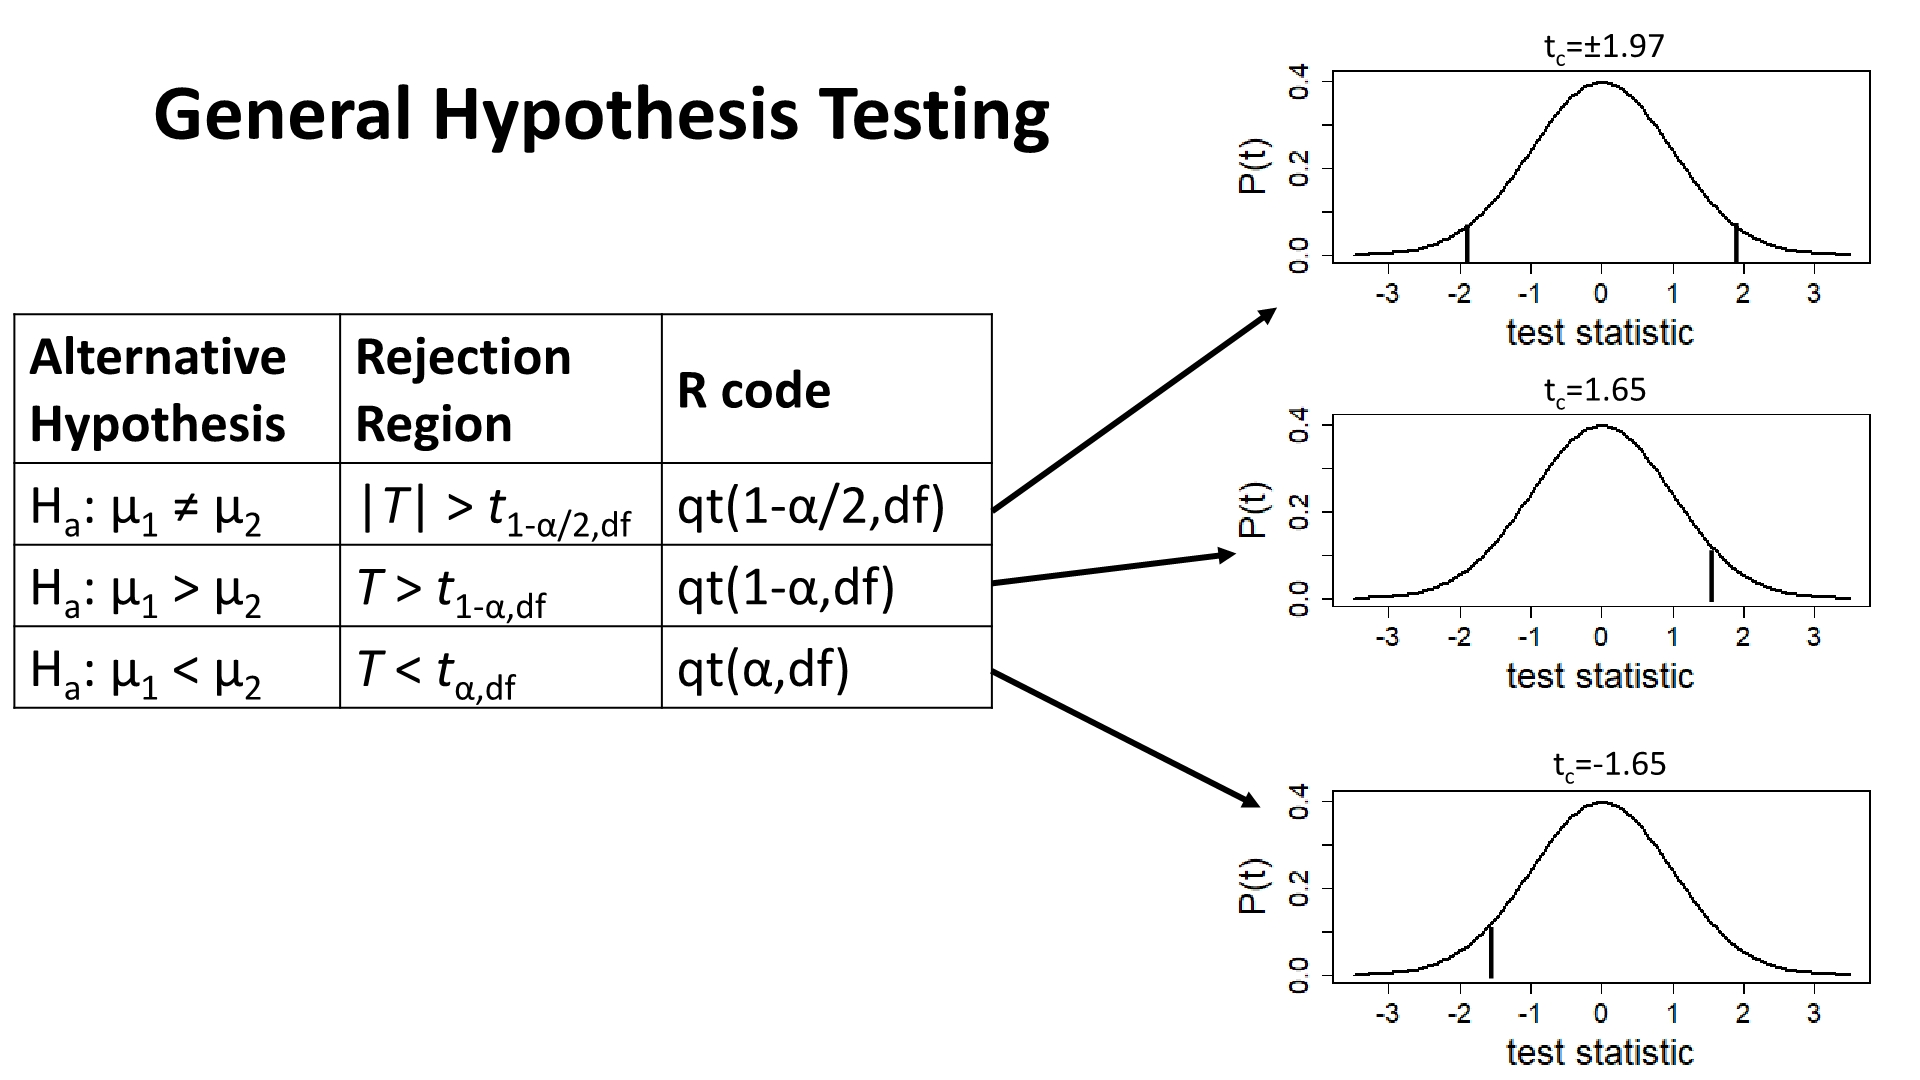 General Hypothesis Testing
Alternative Hypothesis
Rejection Region
R code
Hₐ: μ₁ ≠ μ₂
|T| > t1-α/2,df
qt(1-α/2,df)
Hₐ: μ₁ > μ₂
T > t1-α,df
qt(1-α,df)
Hₐ: μ₁ < μ₂
T < tα,df
qt(α,df)
tc=±1.97
P(t)
0.0 0.2 0.4
-3 -2 -1 0 1 2 3
test statistic
tc=1.65
P(t)
0.0 0.2 0.4
-3 -2 -1 0 1 2 3
test statistic
tc=-1.65
P(t)
0.0 0.2 0.4
-3 -2 -1 0 1 2 3
test statistic